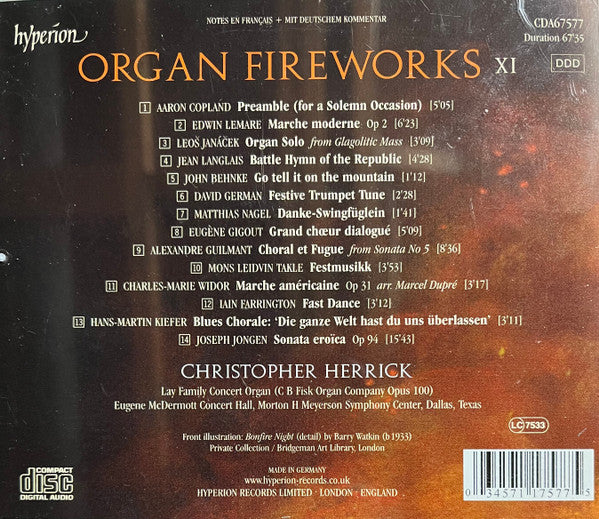 NOTES EN FRANÇAIS + MIT DEUTSCHEM KOMMENTAR
hyperion
CDA67577
Duration 67'35
DDD
ORGAN FIREWORKS XI
1 AARON COPLAND Preamble (for a Solemn Occasion) [5'05]
2 EDWIN LEMARE Marche moderne Op 2 [6'23]
3 LEOŠ JANÁČEK Organ Solo from Glagolitic Mass [3'09]
4 JEAN LANGLAIS Battle Hymn of the Republic [4'28]
5 JOHN BEHNKE Go tell it on the mountain [1'12]
6 DAVID GERMAN Festive Trumpet Tune [2'28]
7 MATTHIAS NAGEL Danke-Swingfüglein [1'41]
8 EUGÈNE GIGOUT Grand chœur dialogué [5'09]
9 ALEXANDRE GUILMANT Choral et Fugue from Sonata No 5 [8'36]
10 MONS LEIDVIN TAKLE Festmusikk [3'53]
11 CHARLES-MARIE WIDOR Marche américaine Op 31 arr. Marcel Dupré [3'17]
12 IAIN FARRINGTON Fast Dance [3'12]
13 HANS-MARTIN KIEFER Blues Chorale: ‘Die ganze Welt hast du uns überlassen’ [3'11]
14 JOSEPH JONGEN Sonata eroïca Op 94 [15'43]
CHRISTOPHER HERRICK
Lay Family Concert Organ (C B Fisk Organ Company Opus 100)
Eugene McDermott Concert Hall, Morton H Meyerson Symphony Center, Dallas, Texas
Front illustration: Bonfire Night (detail) by Barry Watkin (b1933)
Private Collection / Bridgeman Art Library, London
LC 7533
COMPACT
disc
DIGITAL AUDIO
MADE IN GERMANY
www.hyperion-records.co.uk
HYPERION RECORDS LIMITED · LONDON · ENGLAND
0 34571 17577 5